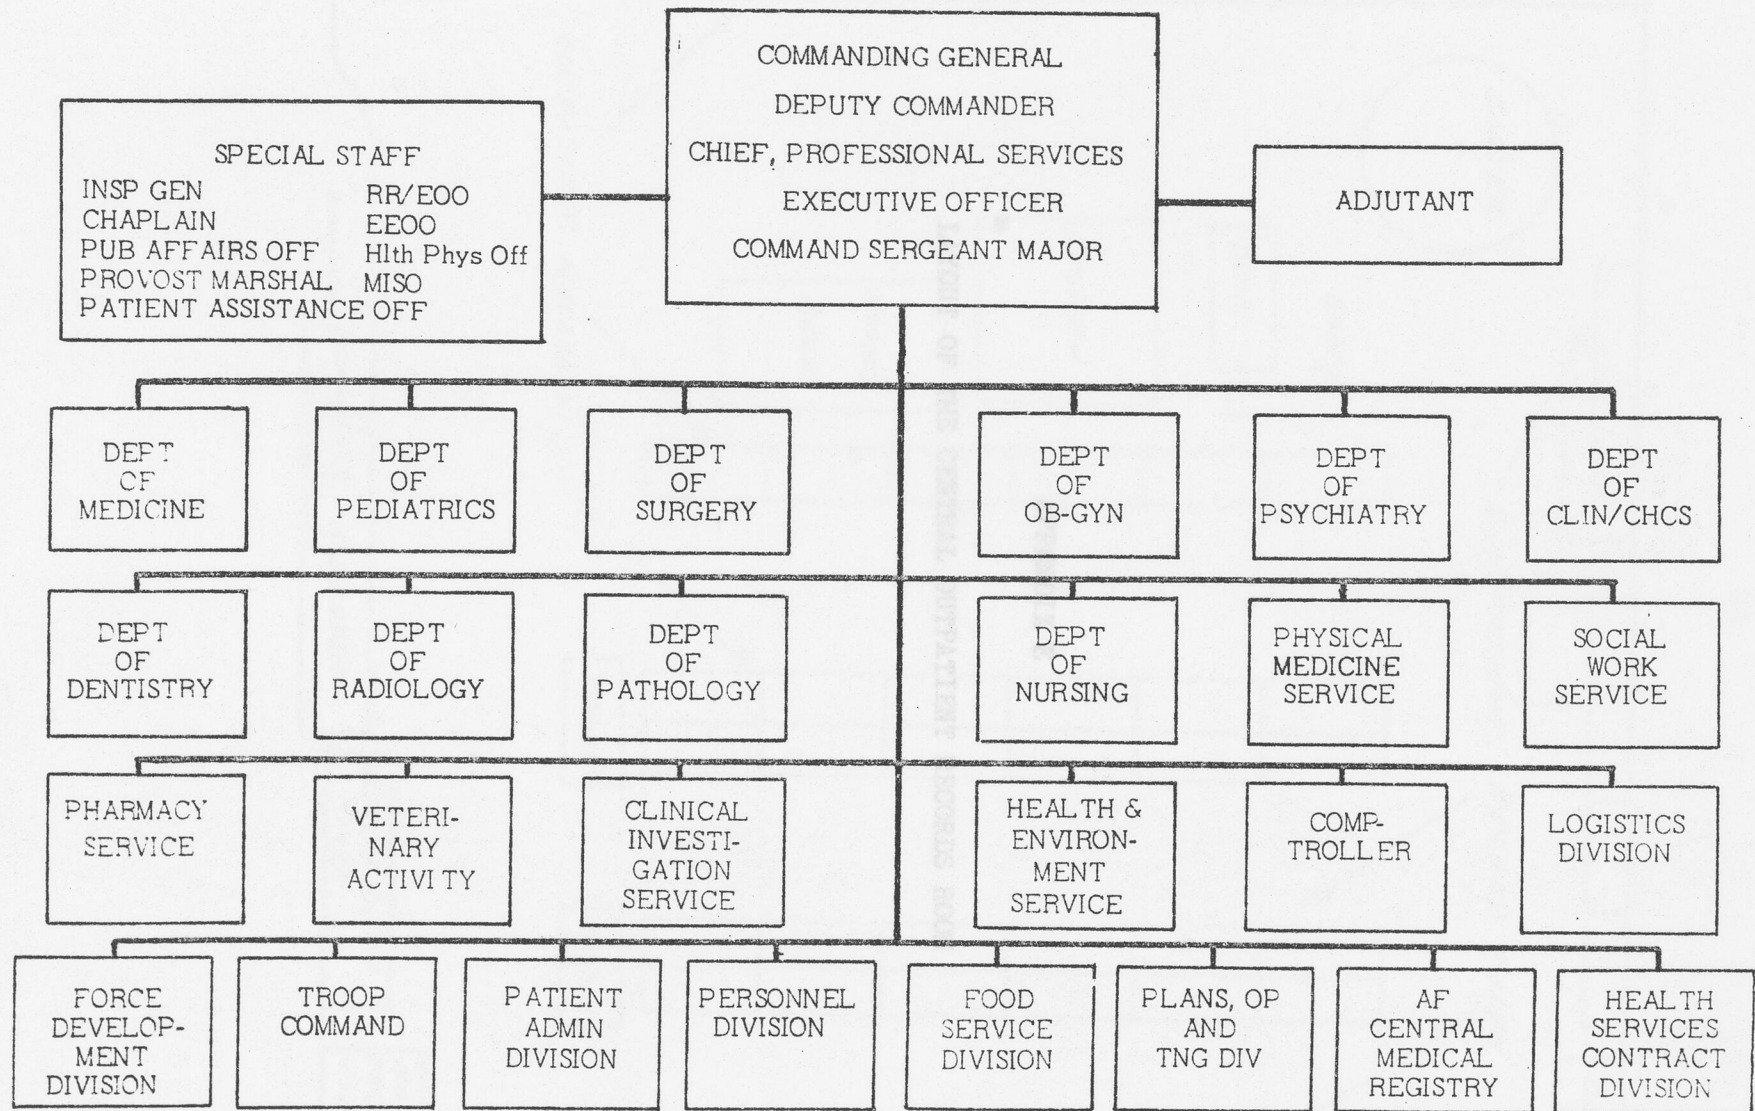 COMMANDING GENERAL
DEPUTY COMMANDER
CHIEF, PROFESSIONAL SERVICES
EXECUTIVE OFFICER
COMMAND SERGEANT MAJOR
SPECIAL STAFF
INSP GEN RR/EOO
CHAPLAIN EEOO
PUB AFFAIRS OFF Hlth Phys Off
PROVOST MARSHAL MISO
PATIENT ASSISTANCE OFF
ADJUTANT
DEPT
OF
MEDICINE
DEPT
OF
PEDIATRICS
DEPT
OF
SURGERY
DEPT
OF
OB-GYN
DEPT
OF
PSYCHIATRY
DEPT
OF
CLIN/CHCS
DEPT
OF
DENTISTRY
DEPT
OF
RADIOLOGY
DEPT
OF
PATHOLOGY
DEPT
OF
NURSING
PHYSICAL
MEDICINE
SERVICE
SOCIAL
WORK
SERVICE
PHARMACY
SERVICE
VETERI-
NARY
ACTIVITY
CLINICAL
INVESTI-
GATION
SERVICE
HEALTH &
ENVIRON-
MENT
SERVICE
COMP-
TROLLER
LOGISTICS
DIVISION
FORCE
DEVELOP-
MENT
DIVISION
TROOP
COMMAND
PATIENT
ADMIN
DIVISION
PERSONNEL
DIVISION
FOOD
SERVICE
DIVISION
PLANS, OP
AND
TNG DIV
AF
CENTRAL
MEDICAL
REGISTRY
HEALTH
SERVICES
CONTRACT
DIVISION